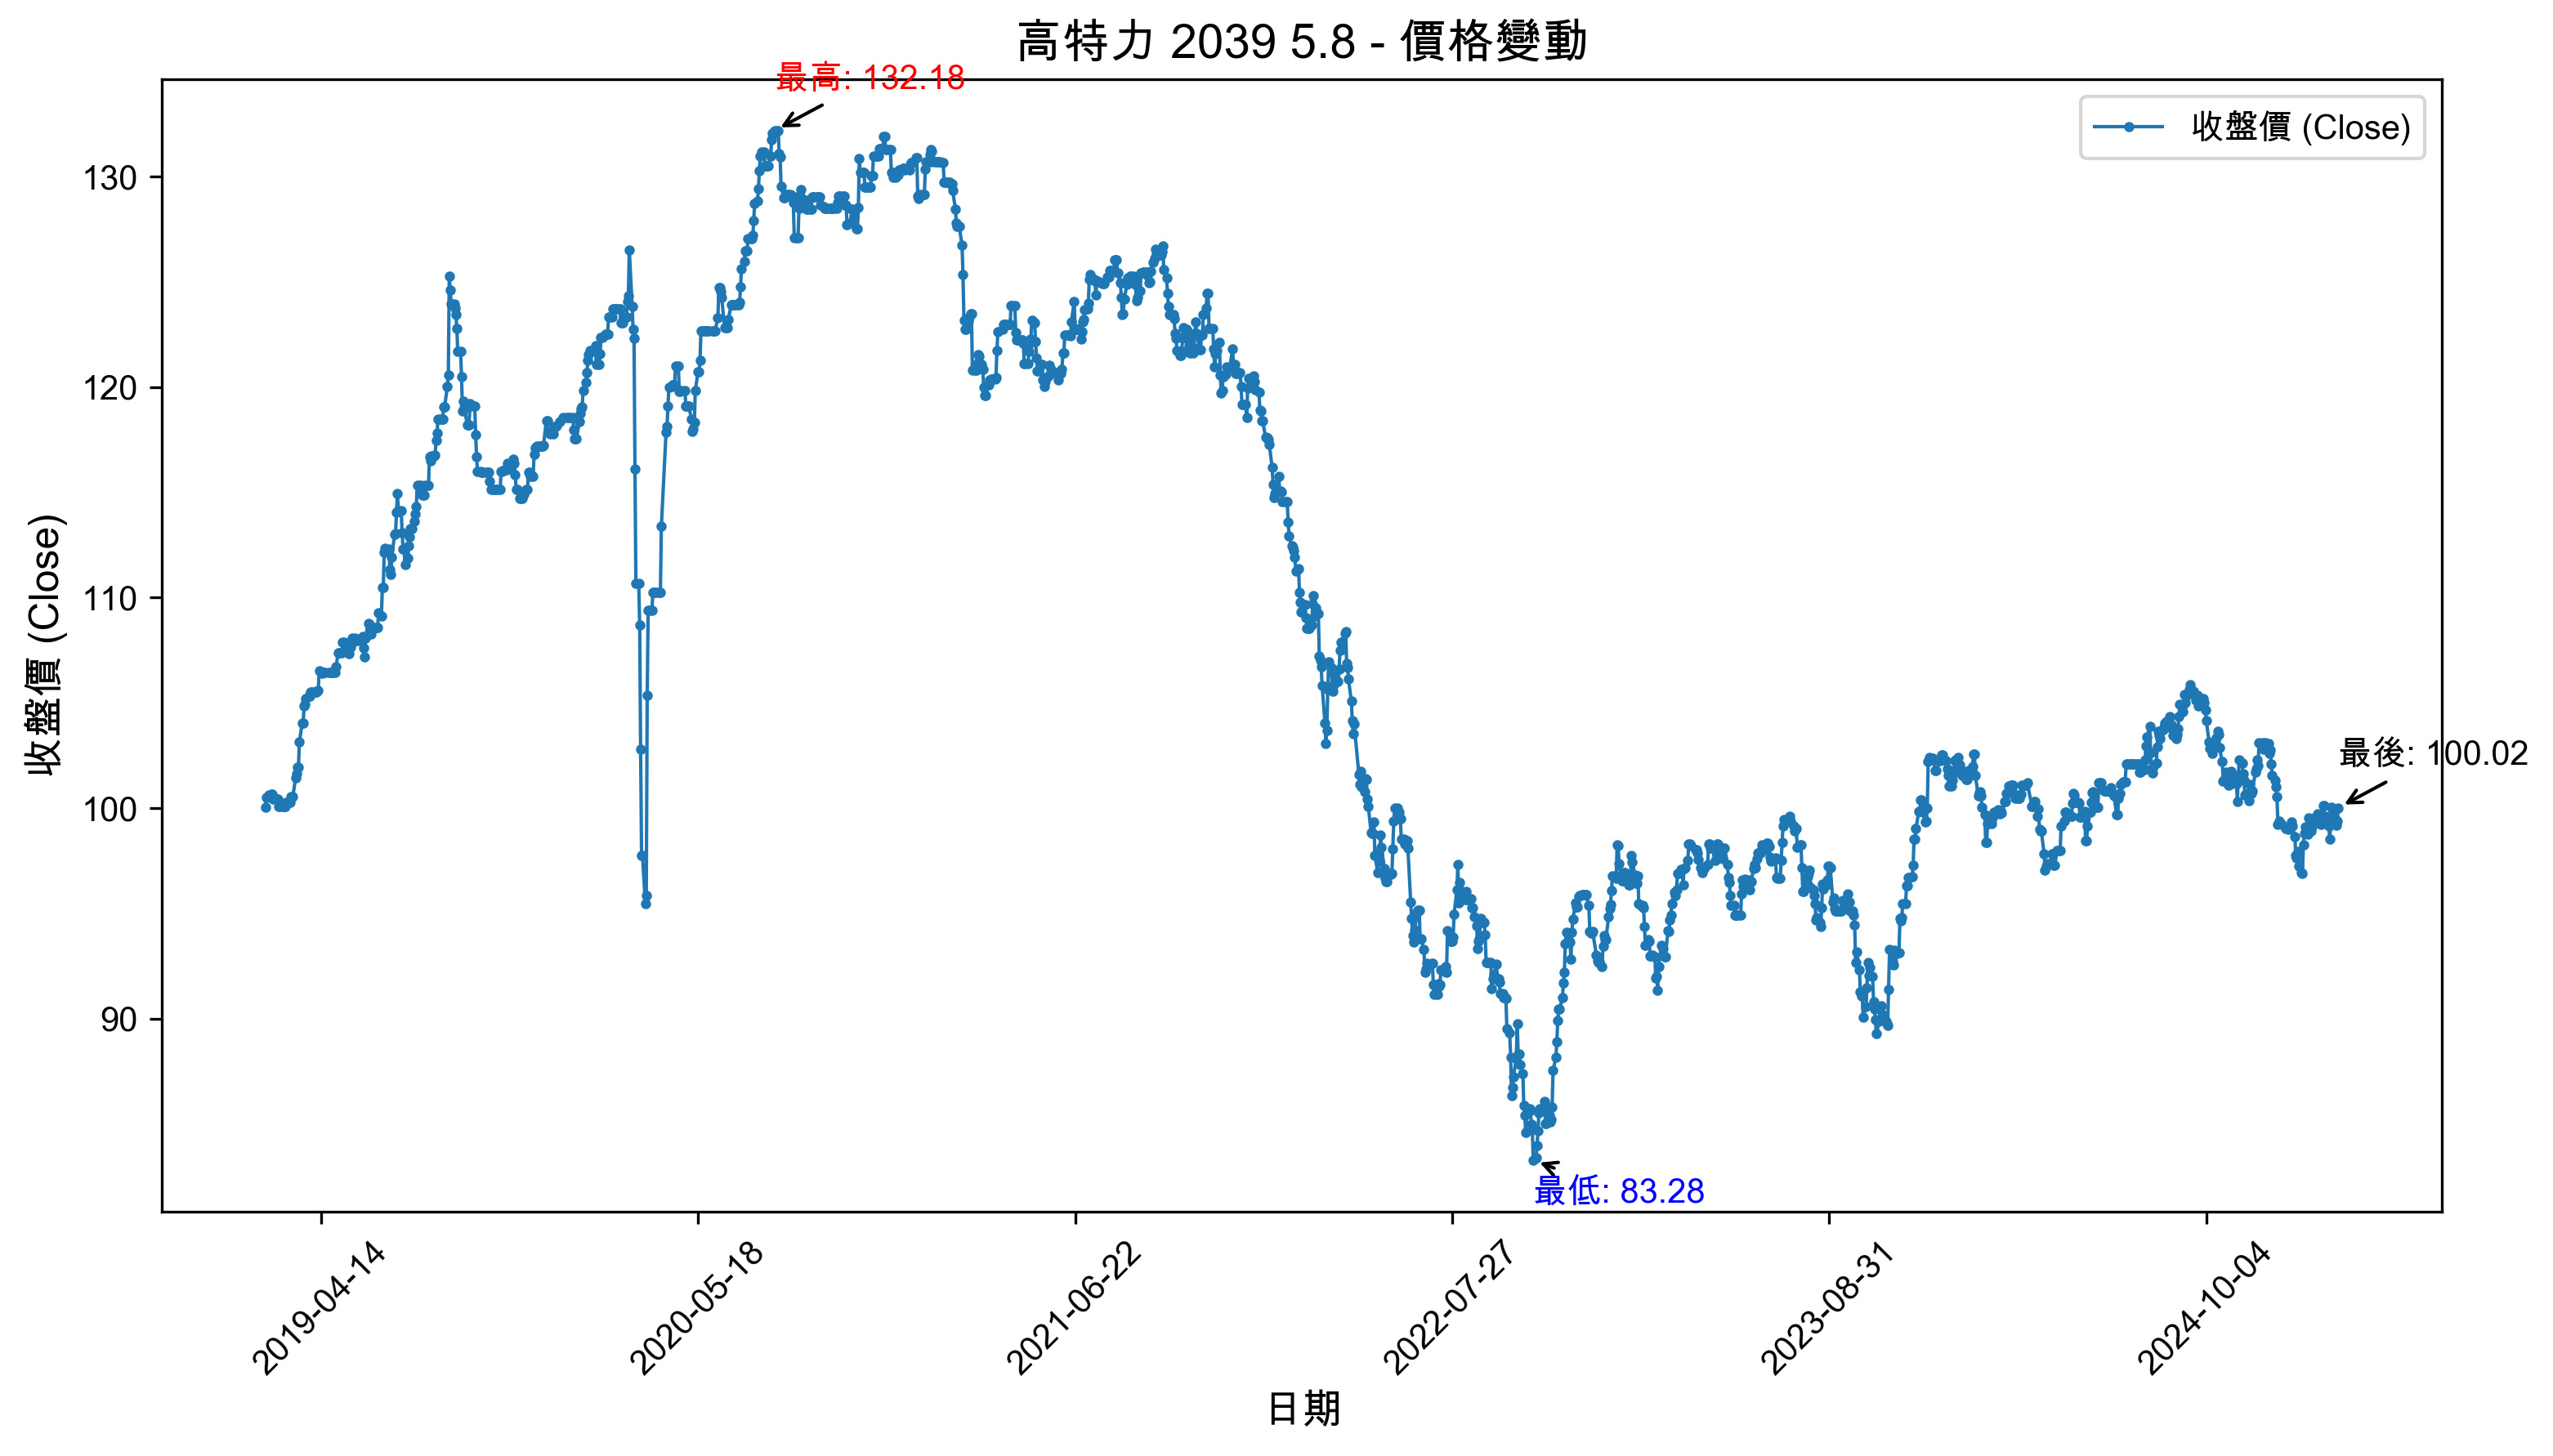 高特力 2039 5.8 - 價格變動
最高: 132.18
收盤價 (Close)
130
120
110
100
90
收盤價 (Close)
最後: 100.02
最低: 83.28
2019-04-14
2020-05-18
2021-06-22
2022-07-27
2023-08-31
2024-10-04
日期